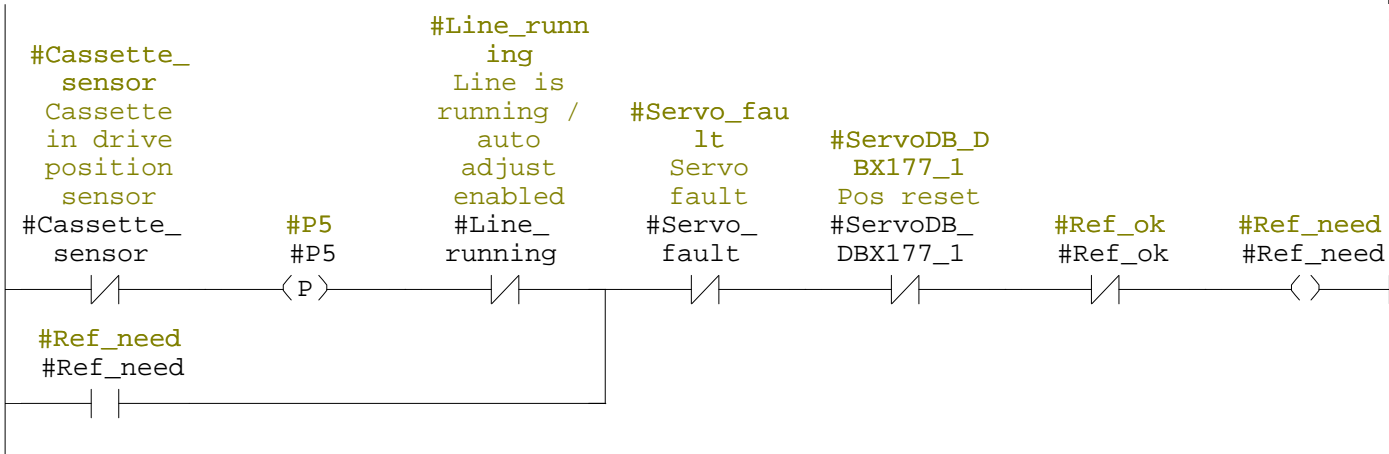 #Cassette_
sensor
Cassette
in drive
position
sensor
#Cassette_
sensor
#P5
#P5
P
#Line_runn
ing
Line is
running /
auto
adjust
enabled
#Line_
running
#Servo_fau
lt
Servo
fault
#Servo_
fault
#ServoDB_D
BX177_1
Pos reset
#ServoDB_
DBX177_1
#Ref_ok
#Ref_ok
#Ref_need
#Ref_need
#Ref_need
#Ref_need